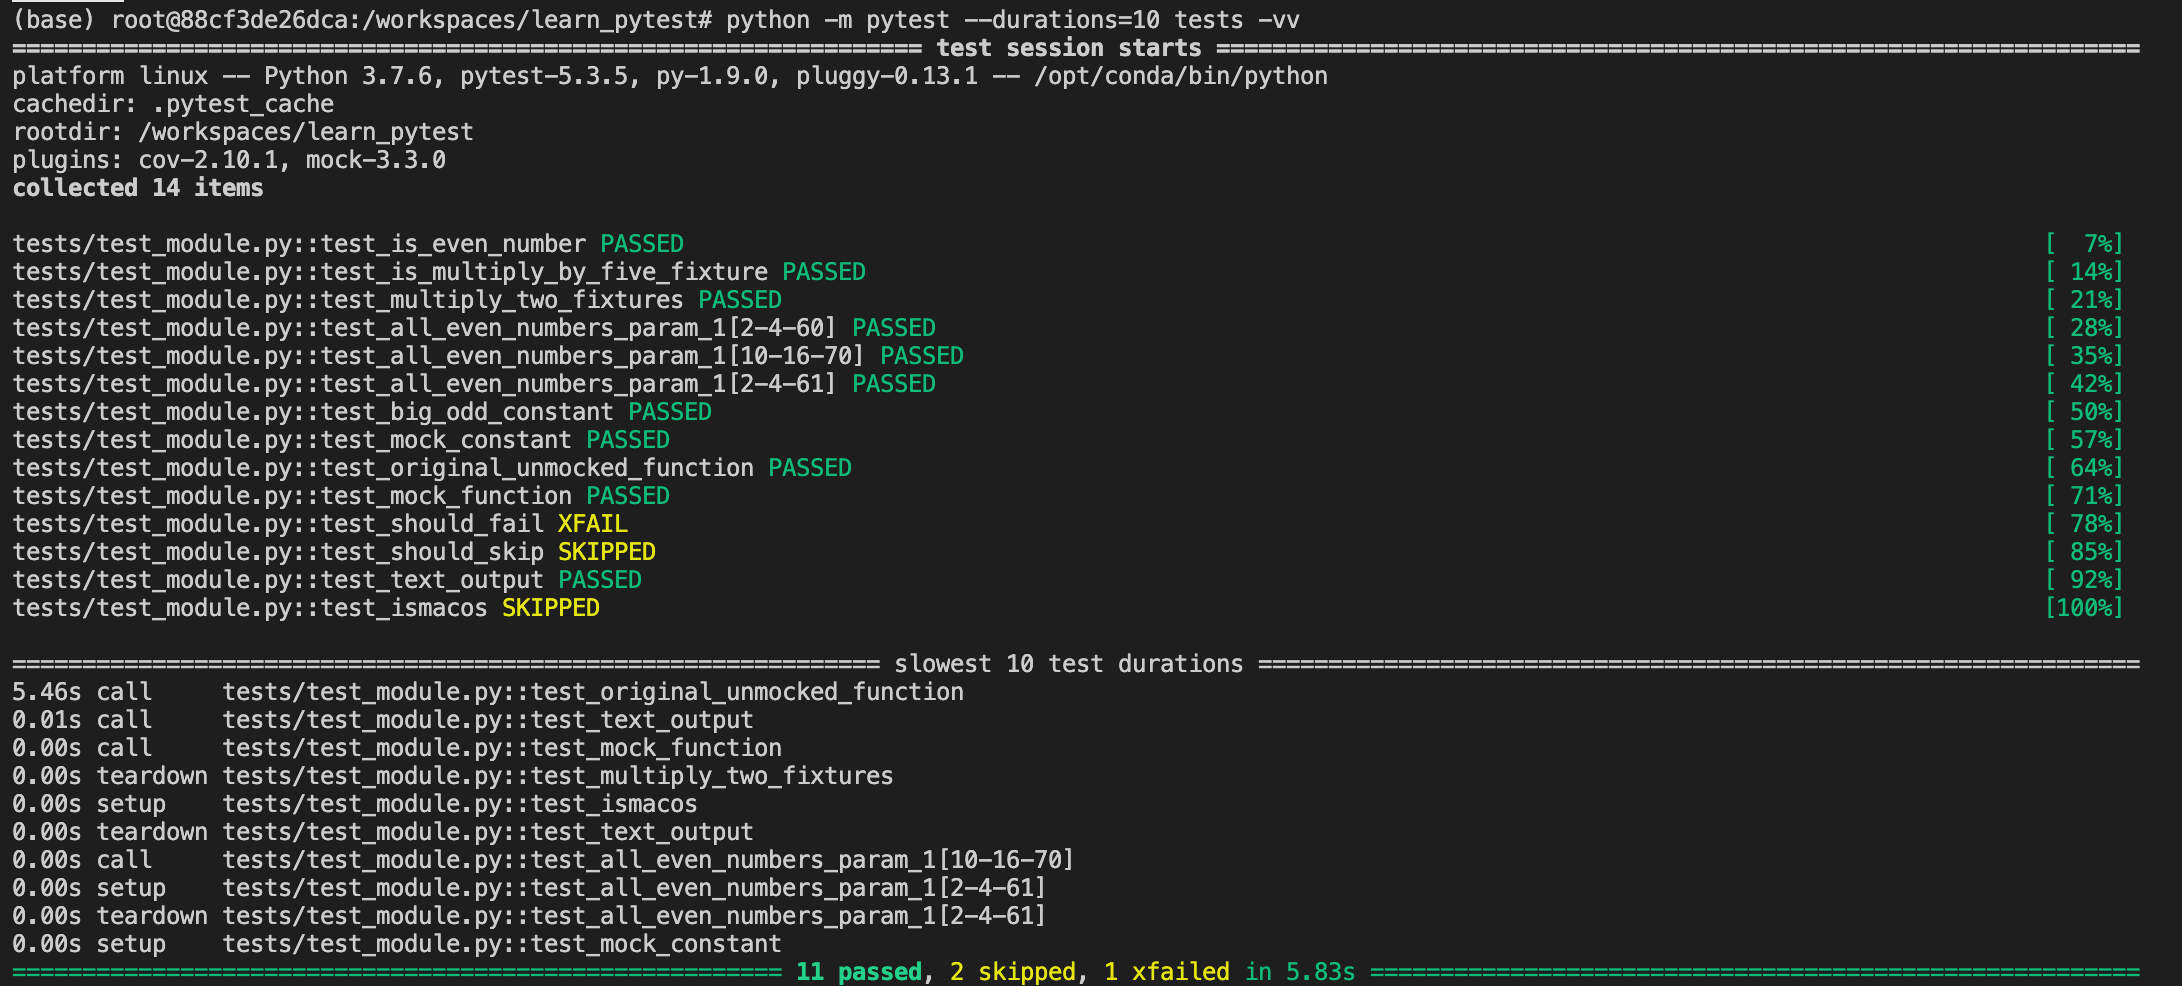 (base) root@88cf3de26dca:/workspaces/learn_pytest# python -m pytest --durations=10 tests -vv
================================================================= test session starts ==================================================================
platform linux -- Python 3.7.6, pytest-5.3.5, py-1.9.0, pluggy-0.13.1 -- /opt/conda/bin/python
cachedir: .pytest_cache
rootdir: /workspaces/learn_pytest
plugins: cov-2.10.1, mock-3.3.0
collected 14 items
tests/test_module.py::test_is_even_number PASSED [  7%]
tests/test_module.py::test_is_multiply_by_five_fixture PASSED [ 14%]
tests/test_module.py::test_multiply_two_fixtures PASSED [ 21%]
tests/test_module.py::test_all_even_numbers_param_1[2-4-60] PASSED [ 28%]
tests/test_module.py::test_all_even_numbers_param_1[10-16-70] PASSED [ 35%]
tests/test_module.py::test_all_even_numbers_param_1[2-4-61] PASSED [ 42%]
tests/test_module.py::test_big_odd_constant PASSED [ 50%]
tests/test_module.py::test_mock_constant PASSED [ 57%]
tests/test_module.py::test_original_unmocked_function PASSED [ 64%]
tests/test_module.py::test_mock_function PASSED [ 71%]
tests/test_module.py::test_should_fail XFAIL [ 78%]
tests/test_module.py::test_should_skip SKIPPED [ 85%]
tests/test_module.py::test_text_output PASSED [ 92%]
tests/test_module.py::test_ismacos SKIPPED [100%]
============================================================== slowest 10 test durations ===============================================================
5.46s call     tests/test_module.py::test_original_unmocked_function
0.01s call     tests/test_module.py::test_text_output
0.00s call     tests/test_module.py::test_mock_function
0.00s teardown tests/test_module.py::test_multiply_two_fixtures
0.00s setup    tests/test_module.py::test_ismacos
0.00s teardown tests/test_module.py::test_text_output
0.00s call     tests/test_module.py::test_all_even_numbers_param_1[10-16-70]
0.00s setup    tests/test_module.py::test_all_even_numbers_param_1[2-4-61]
0.00s teardown tests/test_module.py::test_all_even_numbers_param_1[2-4-61]
0.00s setup    tests/test_module.py::test_mock_constant
======================================================= 11 passed, 2 skipped, 1 xfailed in 5.83s =======================================================